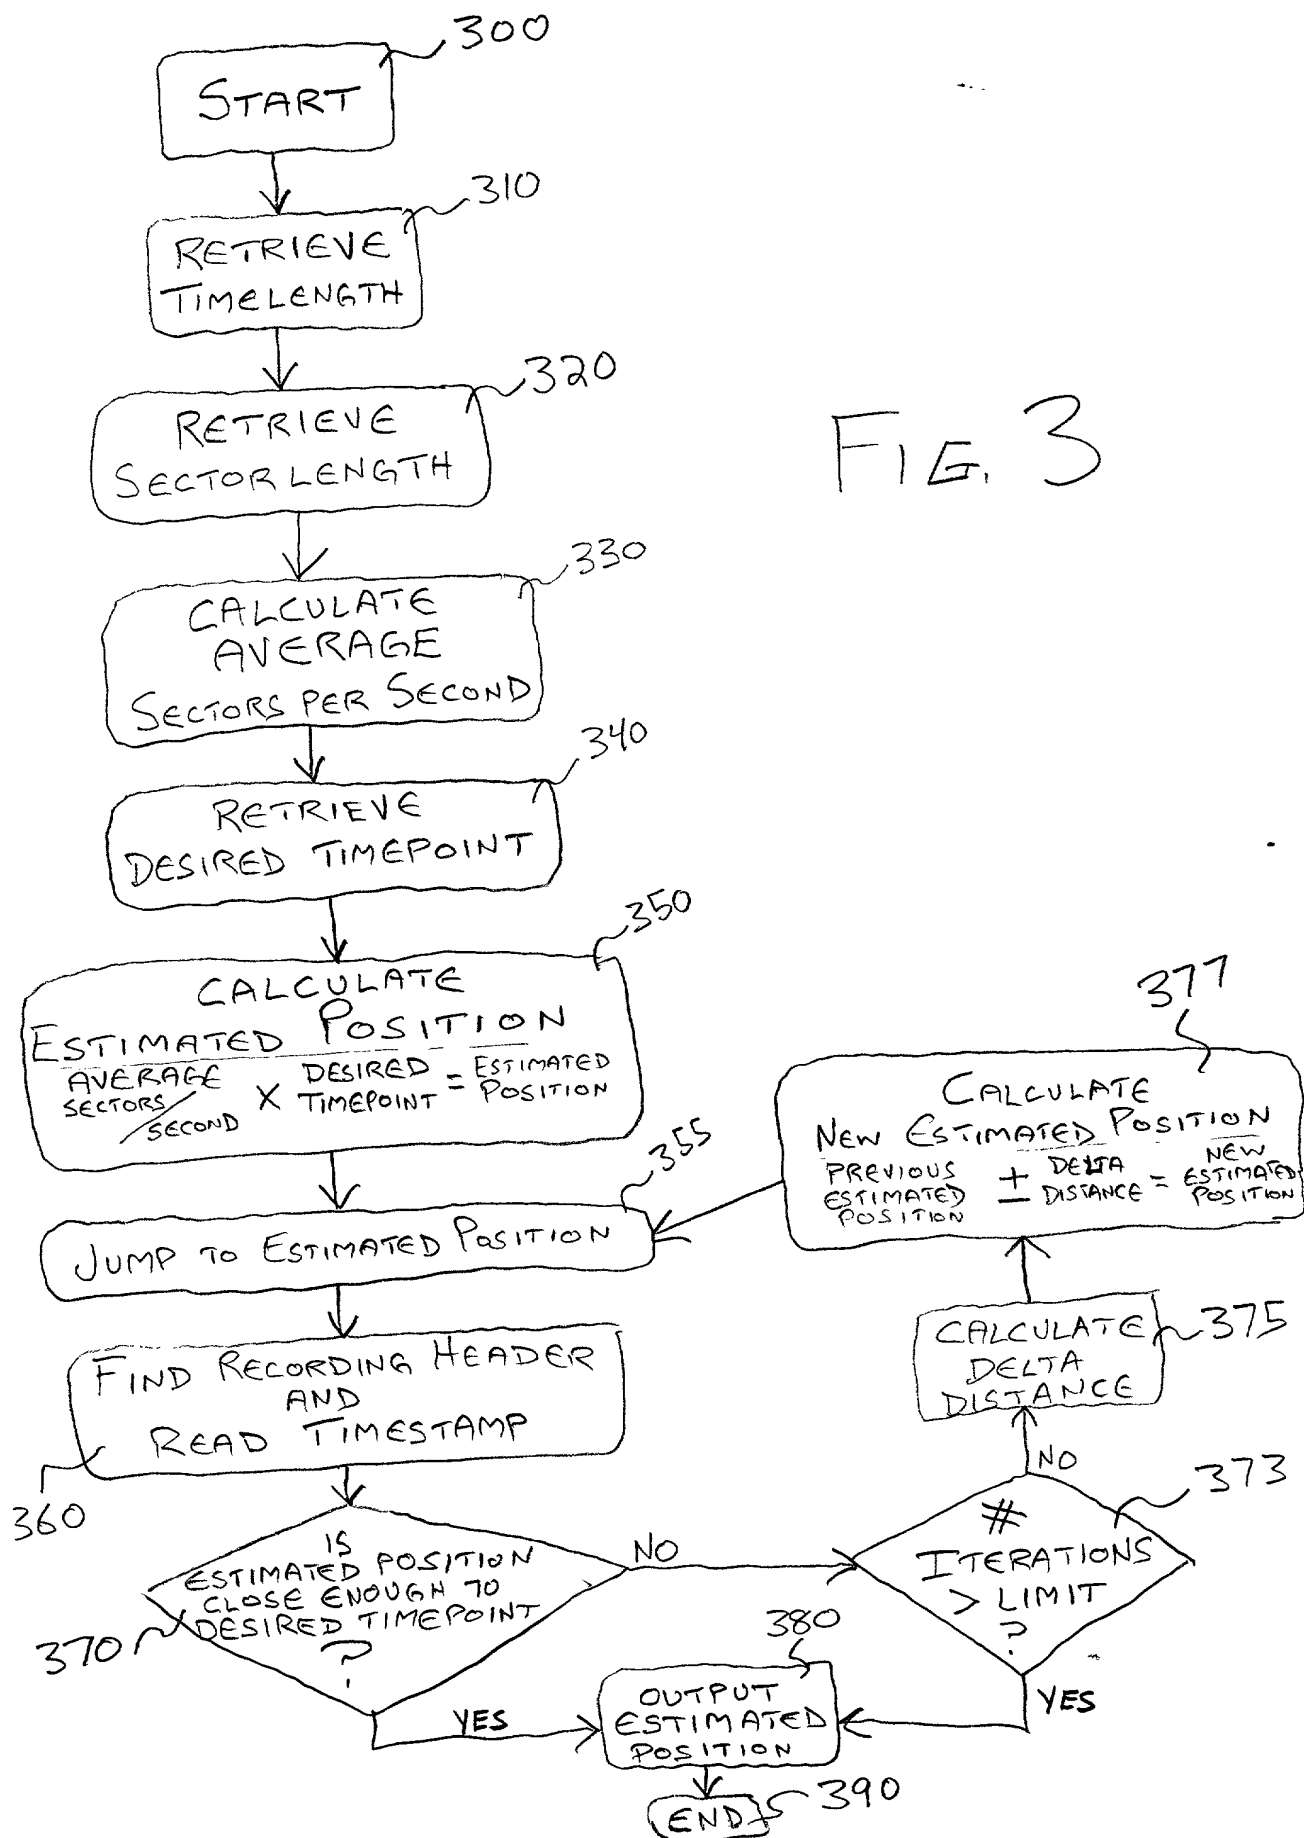 300
START
310
RETRIEVE
TIMELENGTH
320
RETRIEVE
SECTOR LENGTH
FIG. 3
330
CALCULATE
AVERAGE
SECTORS PER SECOND
340
RETRIEVE
DESIRED TIMEPOINT
350
CALCULATE
ESTIMATED POSITION
AVERAGE
SECTORS/
SECOND
X
DESIRED
TIMEPOINT
=
ESTIMATED
POSITION
355
JUMP TO ESTIMATED POSITION
FIND RECORDING HEADER
AND
READ TIMESTAMP
360
IS
ESTIMATED POSITION
CLOSE ENOUGH TO
DESIRED TIMEPOINT
?
370
NO
YES
377
CALCULATE
NEW ESTIMATED POSITION
PREVIOUS
ESTIMATED
POSITION
±
DELTA
DISTANCE
=
NEW
ESTIMATED
POSITION
CALCULATE
DELTA
DISTANCE
375
NO
373
#
ITERATIONS
> LIMIT
?
YES
380
OUTPUT
ESTIMATED
POSITION
END
390